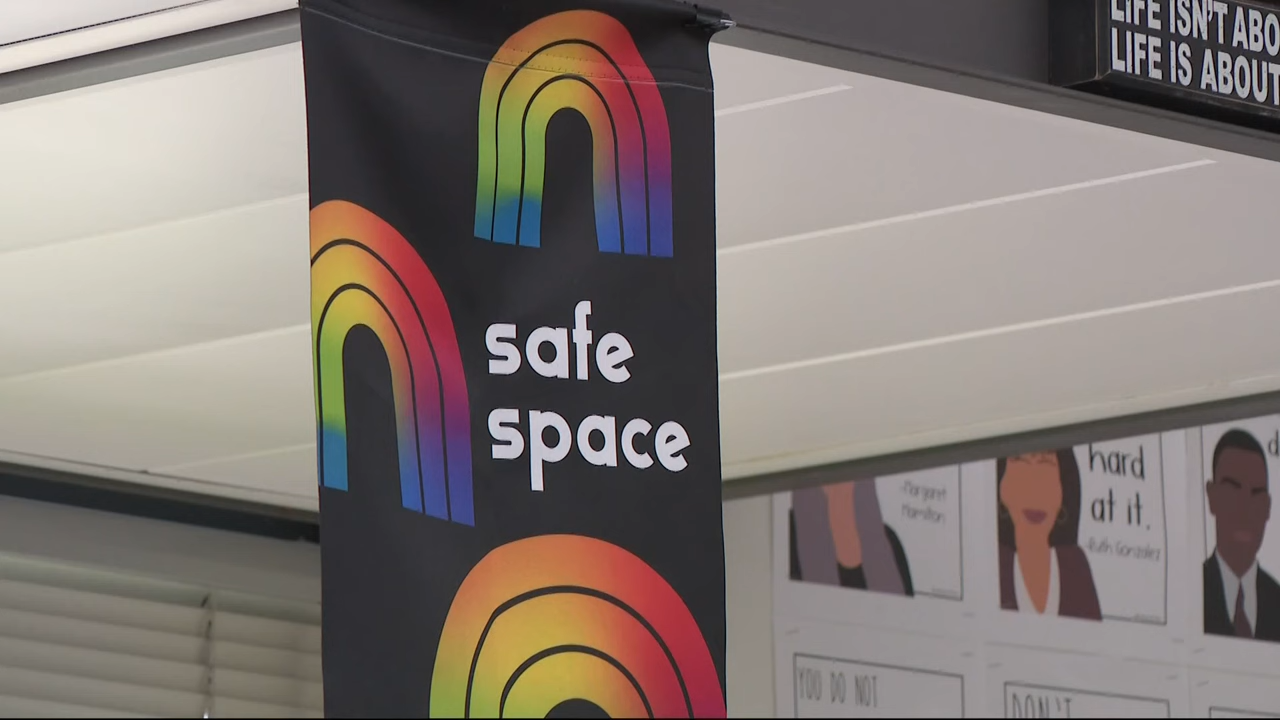 LIFE ISN'T ABO
LIFE IS ABOUT
safe
space
hard
at it.
-Margaret
Hamilton
-Ruth Gonzalez
d
YOU DO NOT
DON'T